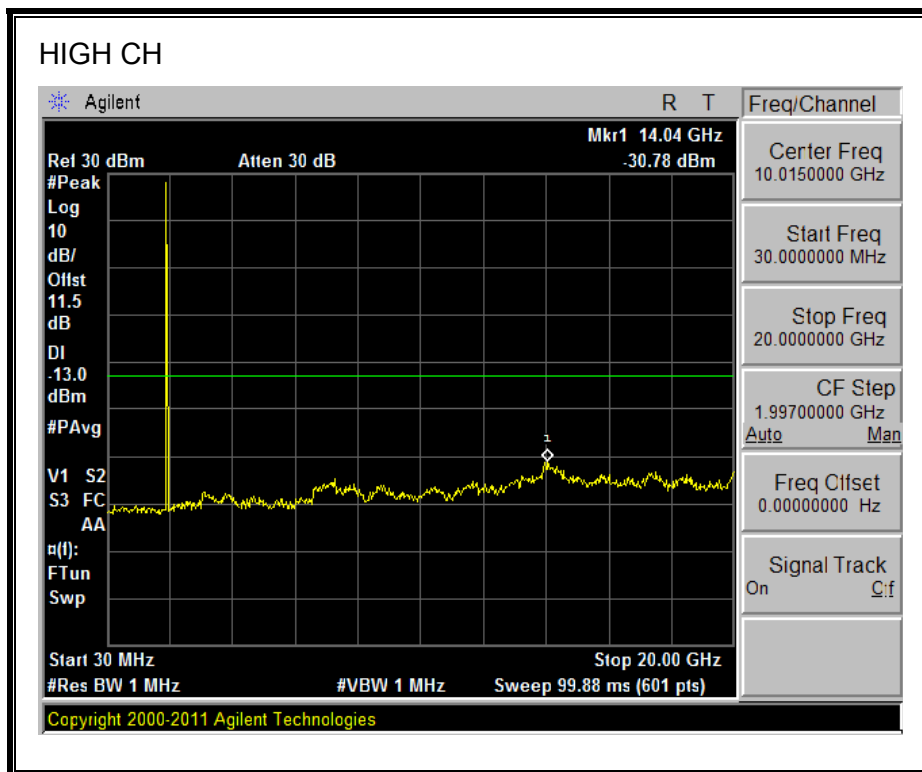 HIGH CH
Agilent R T
Freq/Channel
Mkr1 14.04 GHz
Ref 30 dBm Atten 30 dB -30.78 dBm
#Peak
Log
10
dB/
Offst
11.5
dB
DI
-13.0
dBm
#PAvg
V1 S2
S3 FC
AA
¤(f):
FTun
Swp
1
Start 30 MHz Stop 20.00 GHz
#Res BW 1 MHz #VBW 1 MHz Sweep 99.88 ms (601 pts)
Center Freq
10.0150000 GHz
Start Freq
30.0000000 MHz
Stop Freq
20.0000000 GHz
CF Step
1.99700000 GHz
Auto Man
Freq Offset
0.00000000 Hz
Signal Track
On Off
Copyright 2000-2011 Agilent Technologies